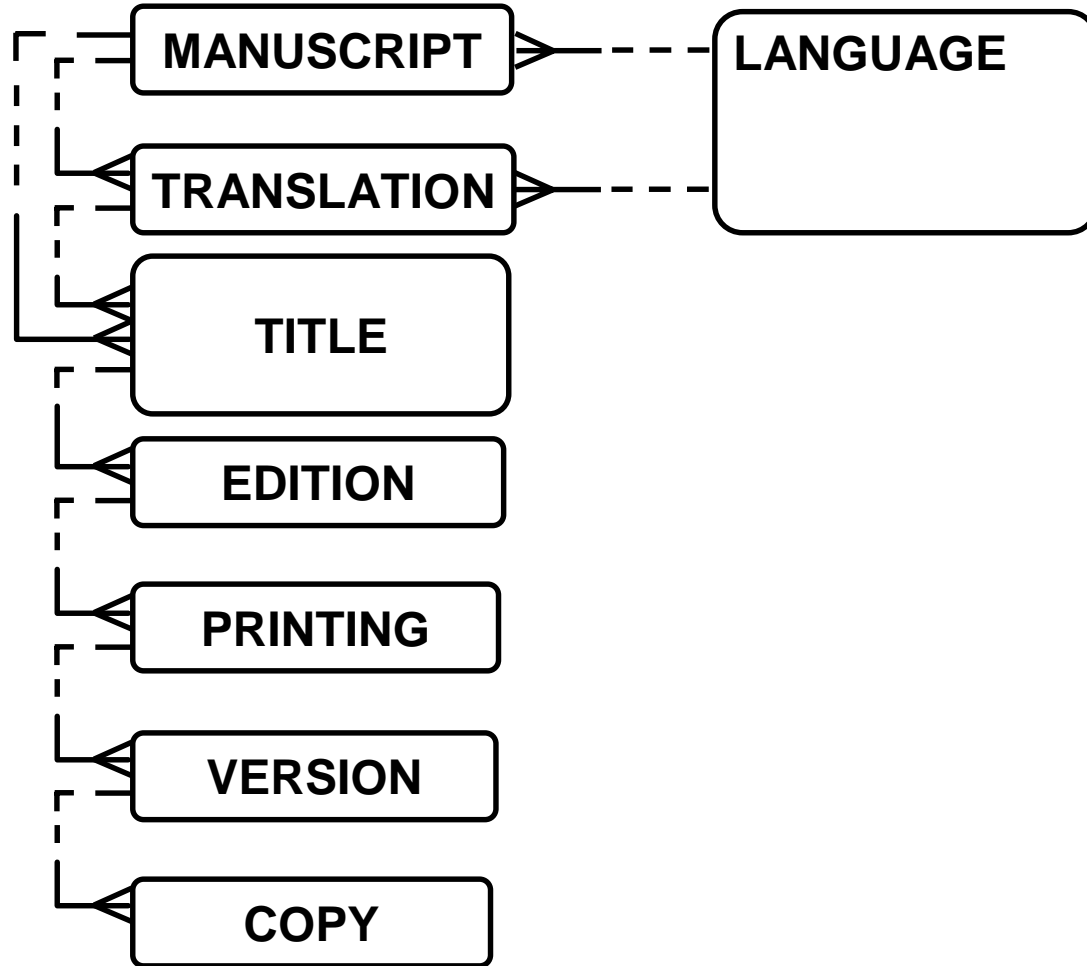 MANUSCRIPT
LANGUAGE
TRANSLATION
TITLE
EDITION
PRINTING
VERSION
COPY